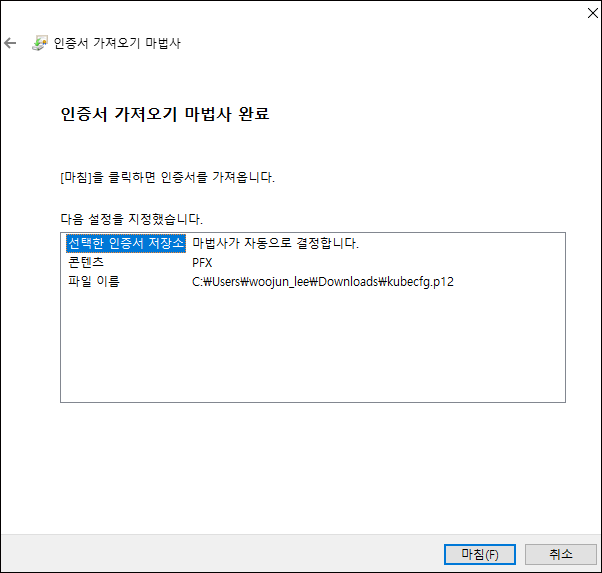 인증서 가져오기 마법사
인증서 가져오기 마법사 완료
[마침]을 클릭하면 인증서를 가져옵니다.
다음 설정을 지정했습니다.
선택한 인증서 저장소 마법사가 자동으로 결정합니다.
콘텐츠 PFX
파일 이름 C:₩Users₩woojun_lee₩Downloads₩kubecfg.p12
마침(F) 취소